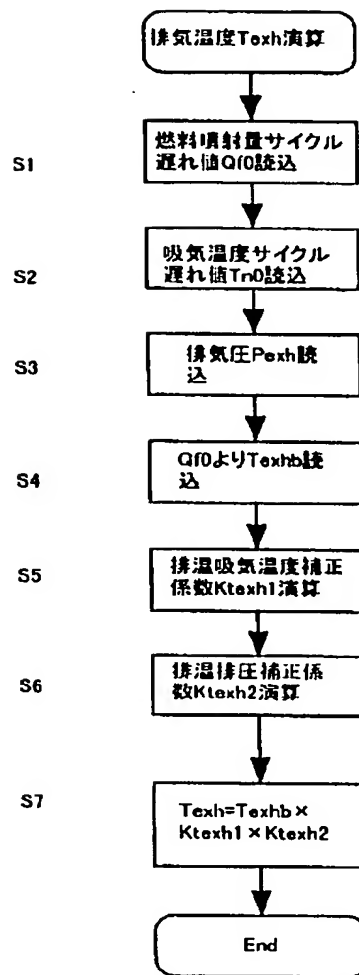 排気温度Texh演算
S1
燃料噴射量サイクル
遅れ値Qf0読込
S2
吸気温度サイクル
遅れ値Tn0読込
S3
排気圧Pexh読
込
S4
Qf0よりTexhb読
込
S5
排温吸気温度補正
係数Ktexh1演算
S6
排温排圧補正係
数Ktexh2演算
S7
Texh=Texhb×
Ktexh1×Ktexh2
End